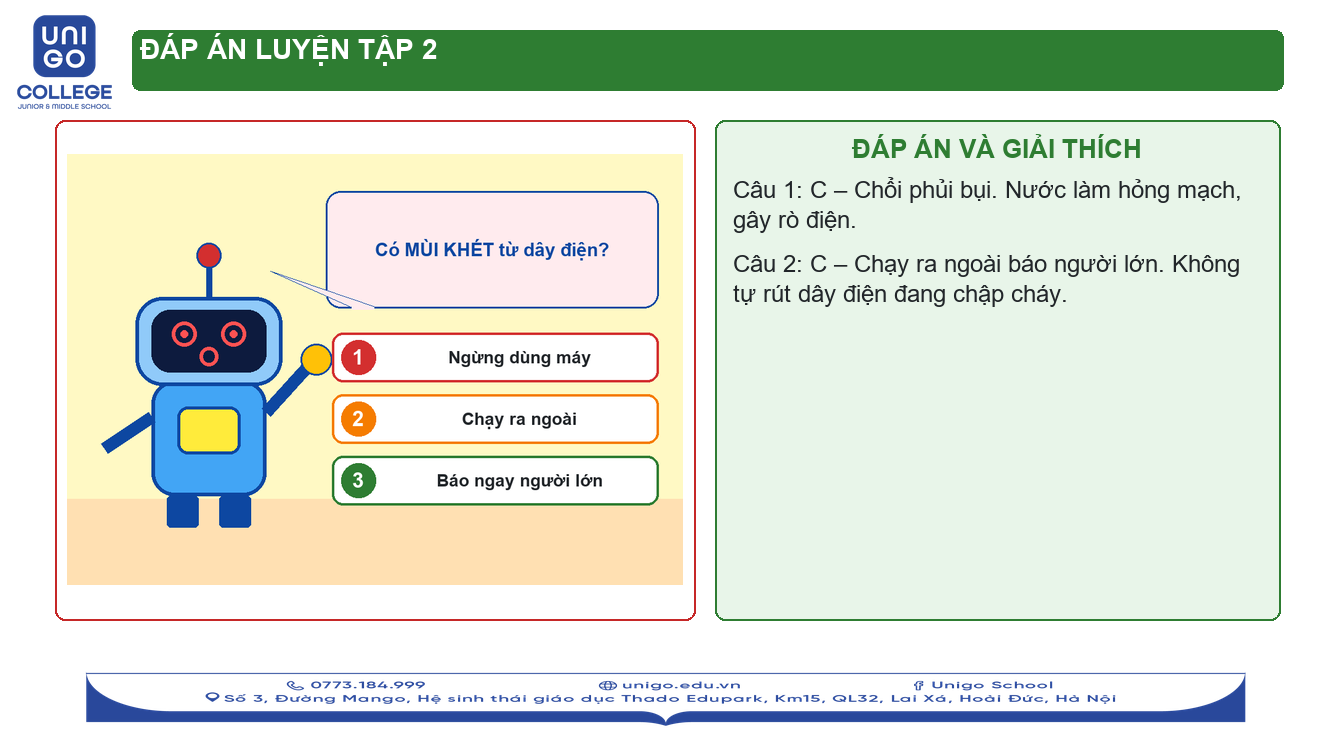 UNI
GO
COLLEGE
JUNIOR & MIDDLE SCHOOL
ĐÁP ÁN LUYỆN TẬP 2
Có MÙI KHÉT từ dây điện?
1 Ngừng dùng máy
2 Chạy ra ngoài
3 Báo ngay người lớn
ĐÁP ÁN VÀ GIẢI THÍCH
Câu 1: C – Chổi phủi bụi. Nước làm hỏng mạch,
gây rò điện.
Câu 2: C – Chạy ra ngoài báo người lớn. Không
tự rút dây điện đang chập cháy.
0773.184.999 unigo.edu.vn Unigo School
Số 3, Đường Mango, Hệ sinh thái giáo dục Thado Edupark, Km15, QL32, Lai Xá, Hoài Đức, Hà Nội